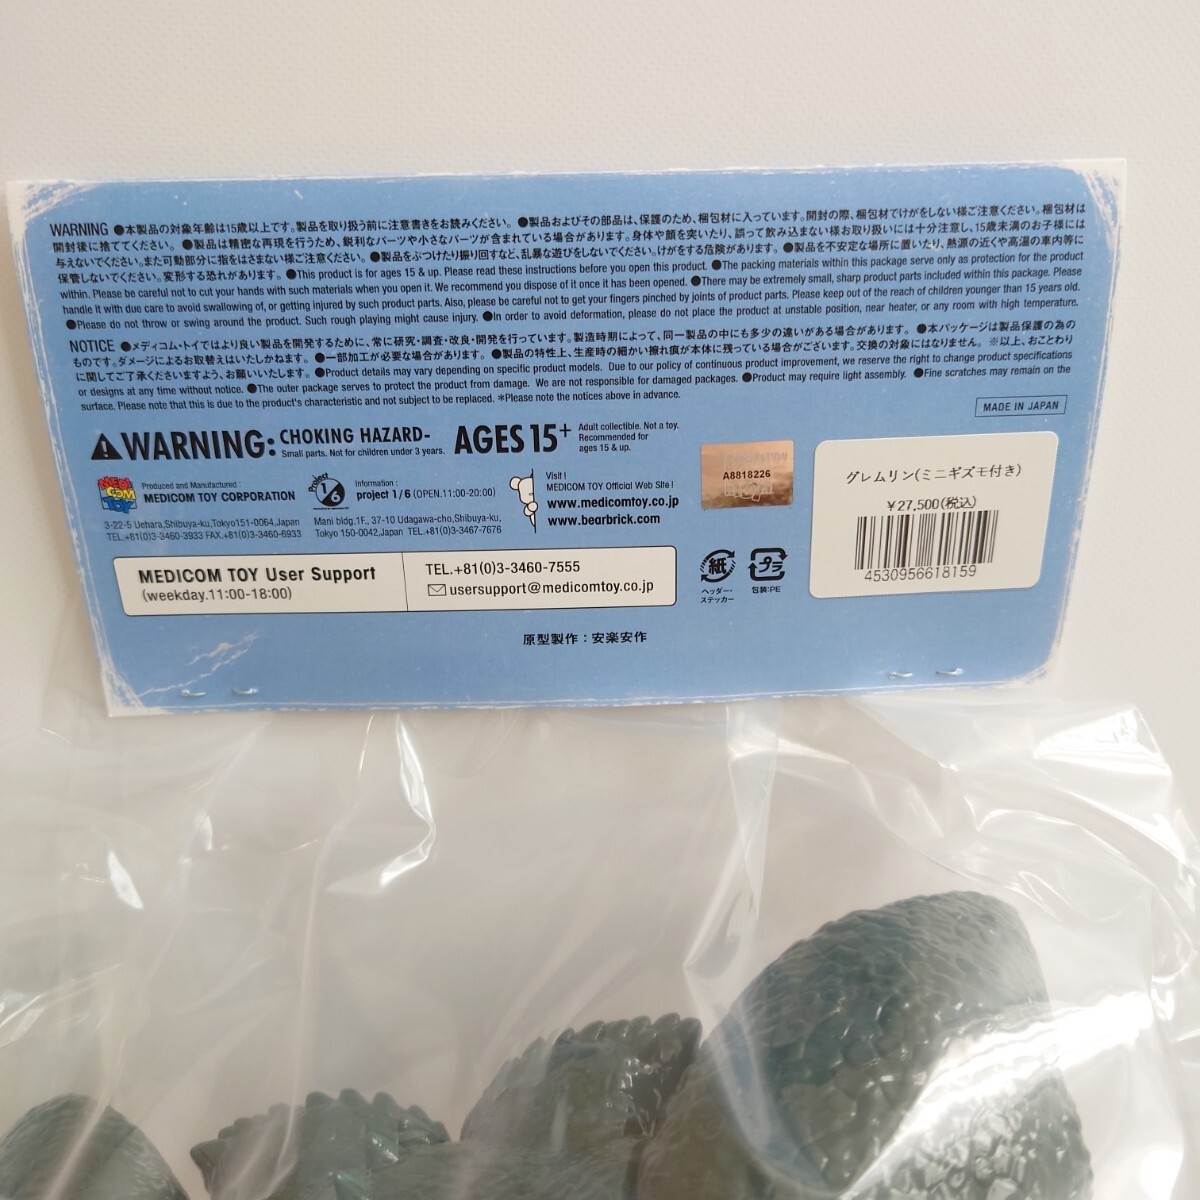 WARNING ●本製品の対象年齢は15歳以上です。製品を取り扱う前に注意書きをお読みください。 ●製品およびその部品は、保護のため、梱包材に入っています。開封の際、梱包材でけがをしない様ご注意ください。梱包材は
開封後に捨ててください。 ●製品は精密な再現を行うため、鋭利なパーツや小さなパーツが含まれている場合があります。身体や顔を突いたり、誤って飲み込まない様お取り扱いには十分注意し、15歳未満のお子様には
与えないでください。また可動部分に指をはさまない様ご注意ください。 ●製品をぶつけたり振り回すなど、乱暴な遊びをしないでください。けがをする危険があります。 ●製品を不安定な場所に置いたり、熱源の近くや高温の車内等に
保管しないでください。変形する恐れがあります。 ●This product is for ages 15 & up. Please read these instructions before you open this product. ●The packing materials within this package serve only as protection for the product
within. Please be careful not to cut your hands with such materials when you open it. We recommend you dispose of it once it has been opened. ●There may be extremely small, sharp product parts included within this package. Please
handle it with due care to avoid swallowing of, or getting injured by such product parts. Also, please be careful not to get your fingers pinched by joints of product parts. Please keep out of the reach of children younger than 15 years old.
●Please do not throw or swing around the product. Such rough playing might cause injury. ●In order to avoid deformation, please do not place the product at unstable position, near heater, or any room with high temperature.
NOTICE ●メディコム・トイではより良い製品を開発するために、常に研究・調査・改良・開発を行っています。製造時期によって、同一製品の中にも多少の違いがある場合があります。 ●本パッケージは製品保護の為の
ものです。ダメージによるお取替えはいたしかねます。 ●一部加工が必要な場合があります。 ●製品の特性上、生産時の細かい擦れ痕が本体に残っている場合がございます。交換の対象にはなりません。 ※以上、おことわり
に関してご了承くださいますよう、お願いいたします。 ●Product details may vary depending on specific product models. Due to our policy of continuous product improvement, we reserve the right to change product specifications
or designs at any time without notice. ●The outer package serves to protect the product from damage. We are not responsible for damaged packages. ●Product may require light assembly. ●Fine scratches may remain on the
surface. Please note that this is due to the product's characteristic and not subject to be replaced. ※Please note the notices above in advance.
MADE IN JAPAN
WARNING: CHOKING HAZARD-
Small parts. Not for children under 3 years.
AGES 15+
Adult collectible. Not a toy.
Recommended for
ages 15 & up.
MEDI
COM
TOY
Produced and Manufactured :
MEDICOM TOY CORPORATION
3-22-5 Uehara,Shibuya-ku,Tokyo151-0064,Japan
TEL.+81(0)3-3460-3933 FAX.+81(0)3-3460-6933
Project
1/6
Information :
project 1/6 (OPEN.11:00-20:00)
Mani bldg.1F., 37-10 Udagawa-cho,Shibuya-ku,
Tokyo 150-0042,Japan TEL.+81(0)3-3467-7676
Visit !
MEDICOM TOY Official Web Site !
www.medicomtoy.co.jp
www.bearbrick.com
A8818226
グレムリン(ミニギズモ付き)
￥27,500(税込)
4530956618159
MEDICOM TOY User Support
(weekday.11:00-18:00)
TEL.+81(0)3-3460-7555
usersupport@medicomtoy.co.jp
紙
ヘッダー・
ステッカー
プラ
包装:PE
原型製作：安楽安作